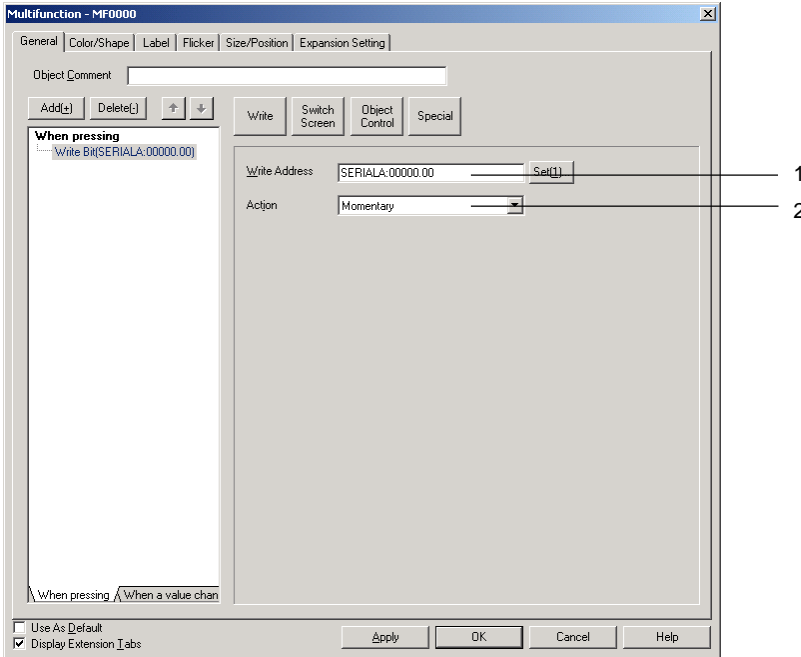 Multifunction - MF0000
General Color/Shape Label Flicker Size/Position Expansion Setting
Object Comment
Add(+) Delete(-)
Write Switch Screen Object Control Special
When pressing
Write Bit(SERIALA:00000.00)
Write Address SERIALA:00000.00 Set(1) 1
Action Momentary 2
When pressing When a value chan
Use As Default
Display Extension Tabs
Apply OK Cancel Help